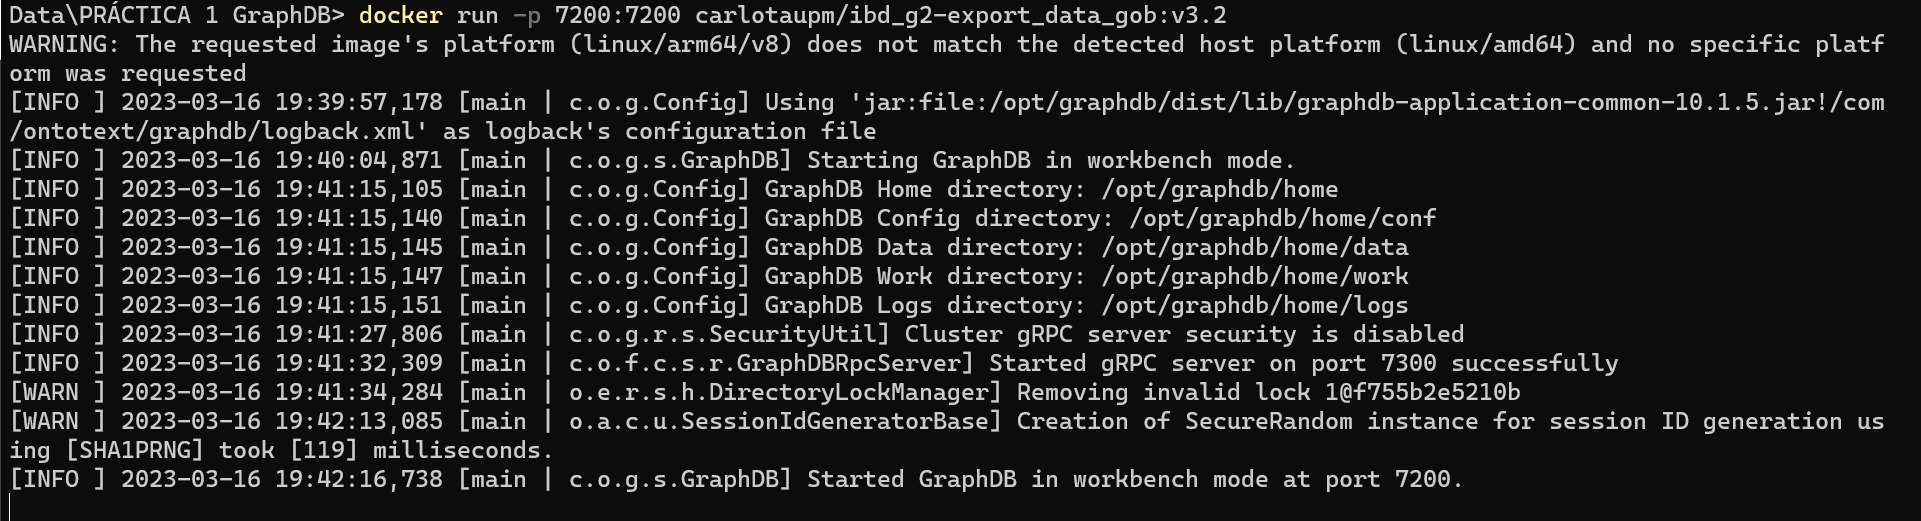 Data\PRÁCTICA 1 GraphDB> docker run -p 7200:7200 carlotaupm/ibd_g2-export_data_gob:v3.2
WARNING: The requested image's platform (linux/arm64/v8) does not match the detected host platform (linux/amd64) and no specific platf
orm was requested
[INFO ] 2023-03-16 19:39:57,178 [main | c.o.g.Config] Using 'jar:file:/opt/graphdb/dist/lib/graphdb-application-common-10.1.5.jar!/com
/ontotext/graphdb/logback.xml' as logback's configuration file
[INFO ] 2023-03-16 19:40:04,871 [main | c.o.g.s.GraphDB] Starting GraphDB in workbench mode.
[INFO ] 2023-03-16 19:41:15,105 [main | c.o.g.Config] GraphDB Home directory: /opt/graphdb/home
[INFO ] 2023-03-16 19:41:15,140 [main | c.o.g.Config] GraphDB Config directory: /opt/graphdb/home/conf
[INFO ] 2023-03-16 19:41:15,145 [main | c.o.g.Config] GraphDB Data directory: /opt/graphdb/home/data
[INFO ] 2023-03-16 19:41:15,147 [main | c.o.g.Config] GraphDB Work directory: /opt/graphdb/home/work
[INFO ] 2023-03-16 19:41:15,151 [main | c.o.g.Config] GraphDB Logs directory: /opt/graphdb/home/logs
[INFO ] 2023-03-16 19:41:27,806 [main | c.o.g.r.s.SecurityUtil] Cluster gRPC server security is disabled
[INFO ] 2023-03-16 19:41:32,309 [main | c.o.f.c.s.r.GraphDBRpcServer] Started gRPC server on port 7300 successfully
[WARN ] 2023-03-16 19:41:34,284 [main | o.e.r.s.h.DirectoryLockManager] Removing invalid lock 1@f755b2e5210b
[WARN ] 2023-03-16 19:42:13,085 [main | o.a.c.u.SessionIdGeneratorBase] Creation of SecureRandom instance for session ID generation us
ing [SHA1PRNG] took [119] milliseconds.
[INFO ] 2023-03-16 19:42:16,738 [main | c.o.g.s.GraphDB] Started GraphDB in workbench mode at port 7200.